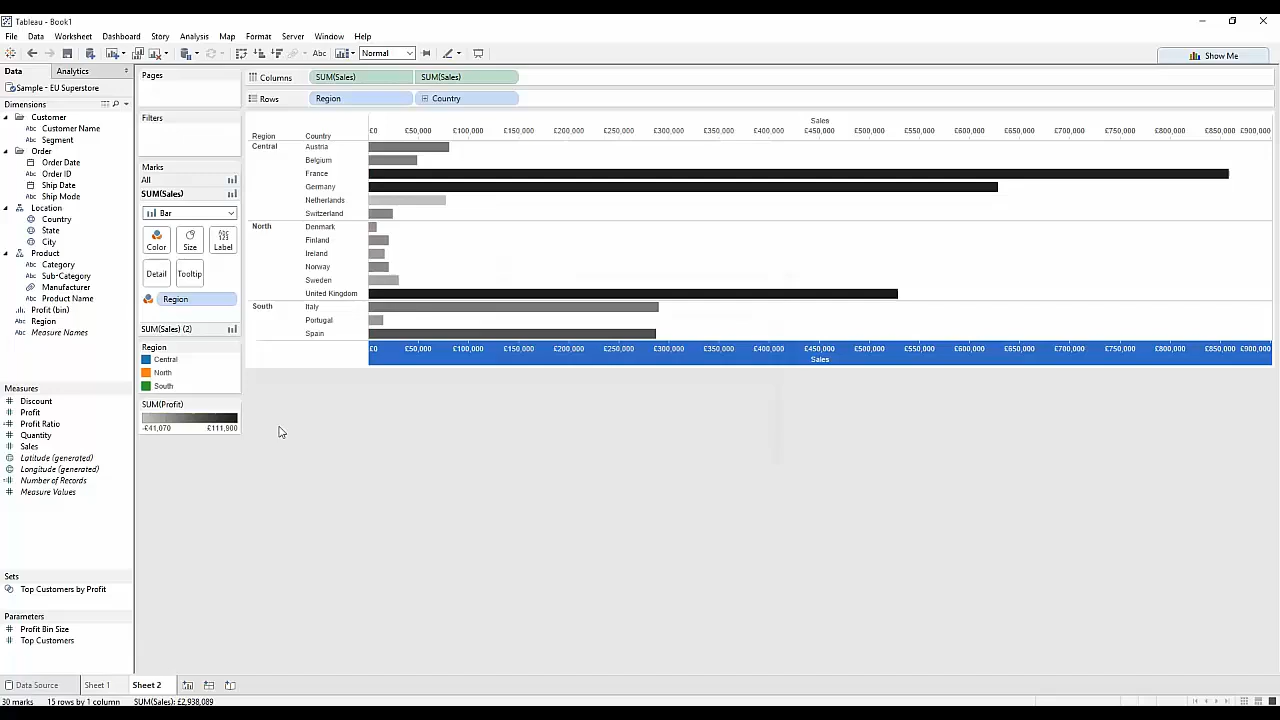 Tableau - Book1
File Data Worksheet Dashboard Story Analysis Map Format Server Window Help
Abc Normal Show Me
Data Analytics
Sample - EU Superstore
Dimensions
Customer
Abc Customer Name
Abc Segment
Order
Order Date
Abc Order ID
Ship Date
Abc Ship Mode
Location
Country
State
City
Product
Abc Category
Abc Sub-Category
Manufacturer
Abc Product Name
Profit (bin)
Abc Region
Abc Measure Names
Measures
Discount
Profit
Profit Ratio
Quantity
Sales
Latitude (generated)
Longitude (generated)
Number of Records
Measure Values
Sets
Top Customers by Profit
Parameters
Profit Bin Size
Top Customers
Pages
Filters
Marks
All
SUM(Sales)
Bar
Color Size Label
Detail Tooltip
Region
SUM(Sales) (2)
Region
Central
North
South
SUM(Profit)
-£41,070 £111,900
Columns SUM(Sales) SUM(Sales)
Rows Region Country
Sales
£0 £50,000 £100,000 £150,000 £200,000 £250,000 £300,000 £350,000 £400,000 £450,000 £500,000 £550,000 £600,000 £650,000 £700,000 £750,000 £800,000 £850,000 £900,000
Region Country
Central Austria
Belgium
France
Germany
Netherlands
Switzerland
North Denmark
Finland
Ireland
Norway
Sweden
United Kingdom
South Italy
Portugal
Spain
£0 £50,000 £100,000 £150,000 £200,000 £250,000 £300,000 £350,000 £400,000 £450,000 £500,000 £550,000 £600,000 £650,000 £700,000 £750,000 £800,000 £850,000 £900,000
Sales
Data Source Sheet 1 Sheet 2
30 marks 15 rows by 1 column SUM(Sales): £2,938,089